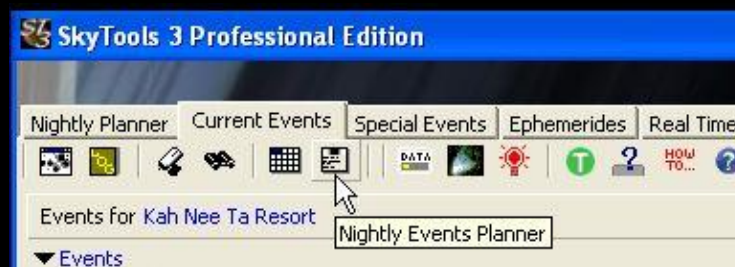 SkyTools 3 Professional Edition
Nightly Planner Current Events Special Events Ephemerides Real Time
DATA T ? HOW TO... ?
Events for Kah Nee Ta Resort
Nightly Events Planner
Events